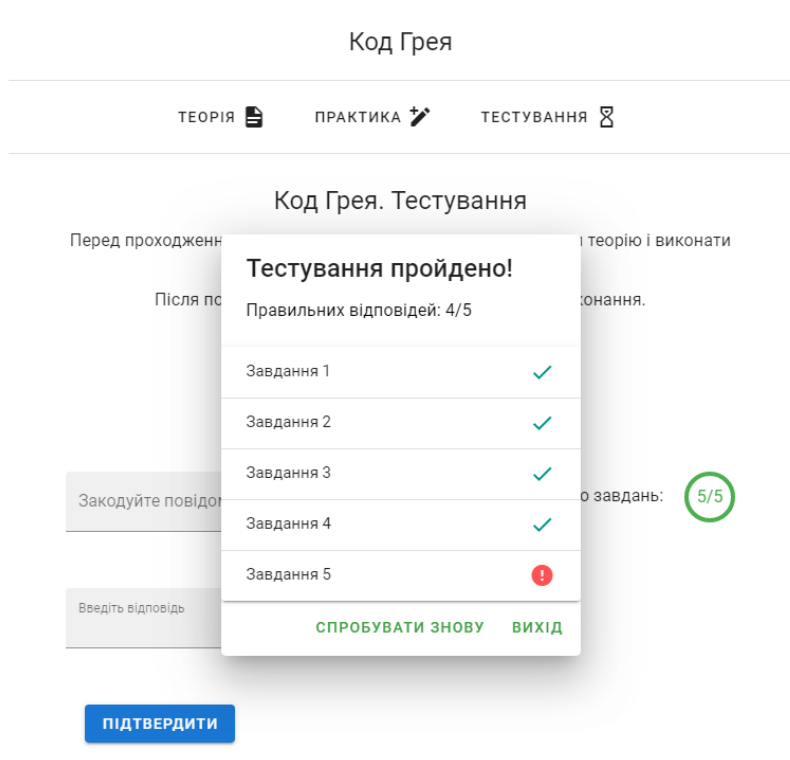 Код Грея
ТЕОРІЯ ПРАКТИКА ТЕСТУВАННЯ
Код Грея. Тестування
Перед проходженн теорію і виконати
Тестування пройдено!
Після по конання.
Правильних відповідей: 4/5
Завдання 1
Завдання 2
Завдання 3
Закодуйте повідом о завдань: 5/5
Завдання 4
Завдання 5
Введіть відповідь
СПРОБУВАТИ ЗНОВУ ВИХІД
ПІДТВЕРДИТИ